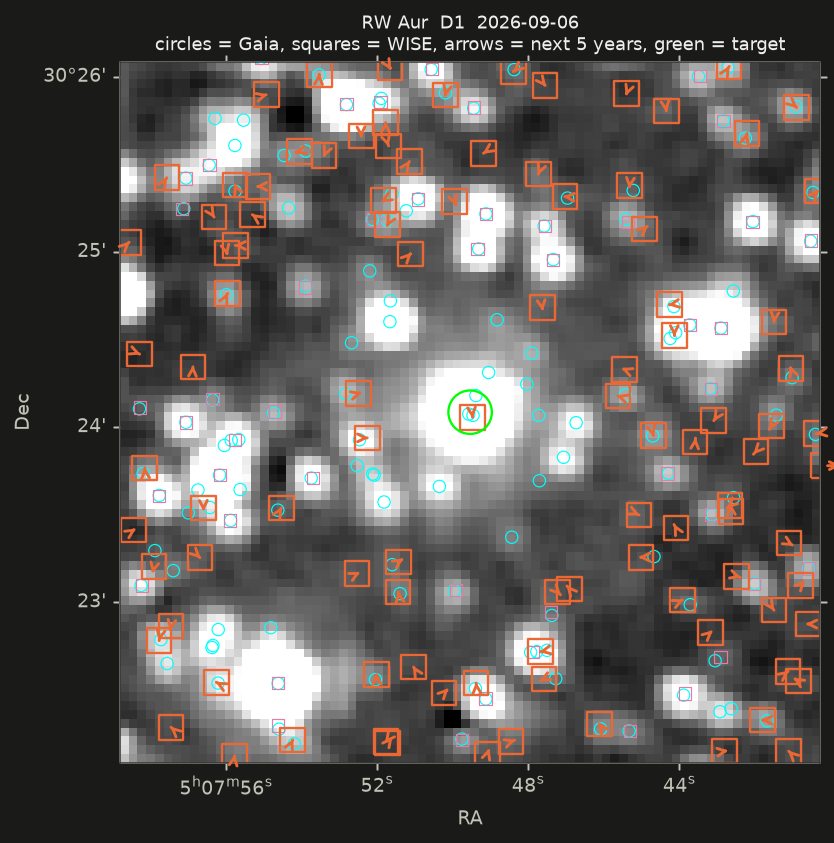 RW Aur  D1  2026-09-06
circles = Gaia, squares = WISE, arrows = next 5 years, green = target
30°26'
25'
24'
23'
Dec
5ʰ07ᵐ56ˢ
52ˢ
48ˢ
44ˢ
RA